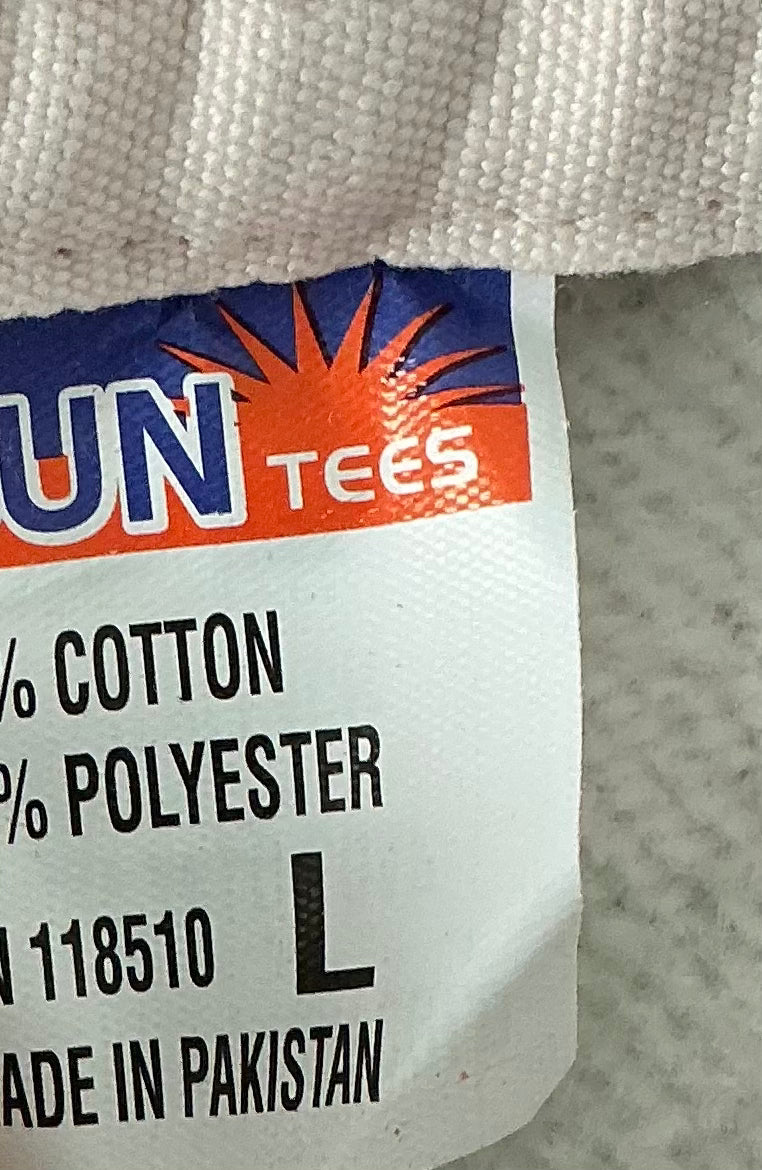 UN TEES
% COTTON
% POLYESTER
N 118510 L
ADE IN PAKISTAN